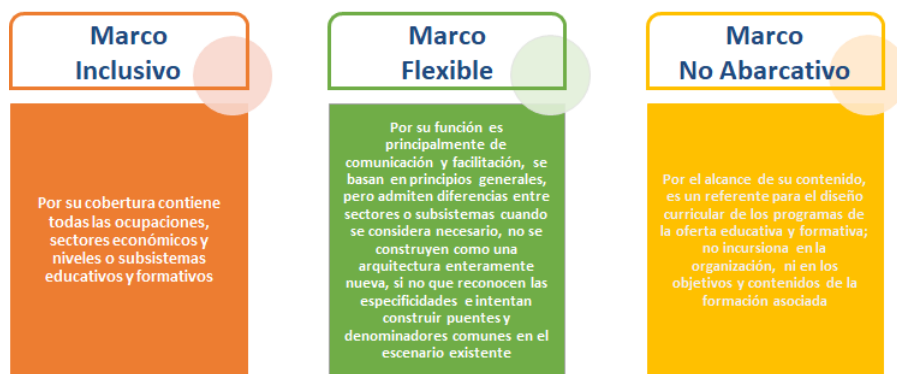 Marco
Inclusivo
Por su cobertura contiene
todas las ocupaciones,
sectores económicos y
niveles o subsistemas
educativos y formativos
Marco
Flexible
Por su función es
principalmente de
comunicación y facilitación, se
basan en principios generales,
pero admiten diferencias entre
sectores o subsistemas cuando
se considera necesario, no se
construyen como una
arquitectura enteramente
nueva, si no que reconocen las
especificidades e intentan
construir puentes y
denominadores comunes en el
escenario existente
Marco
No Abarcativo
Por el alcance de su contenido,
es un referente para el diseño
curricular de los programas de
la oferta educativa y formativa;
no incursiona en la
organización, ni en los
objetivos y contenidos de la
formación asociada